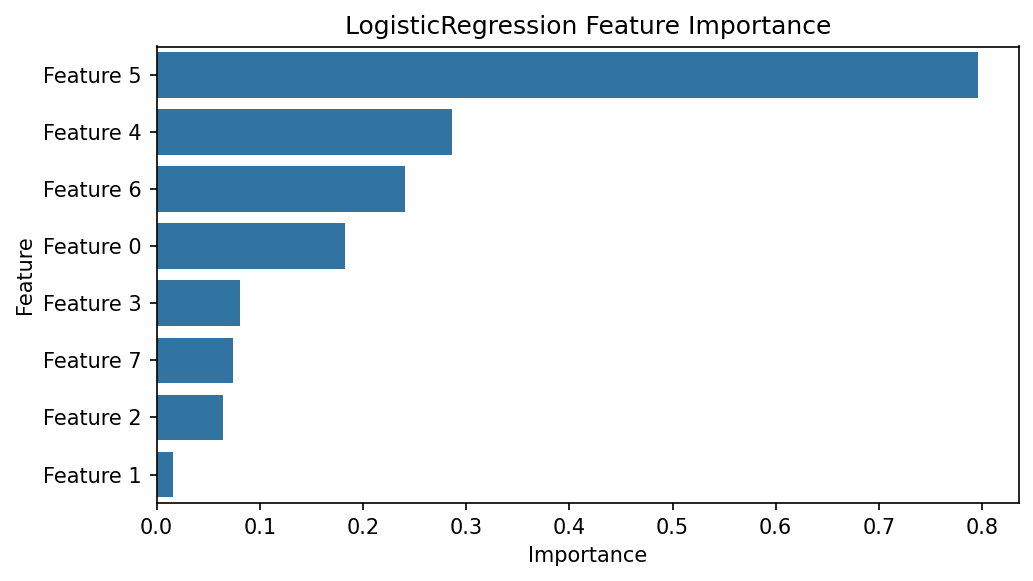 LogisticRegression Feature Importance
Feature
Feature 5
Feature 4
Feature 6
Feature 0
Feature 3
Feature 7
Feature 2
Feature 1
0.0 0.1 0.2 0.3 0.4 0.5 0.6 0.7 0.8
Importance